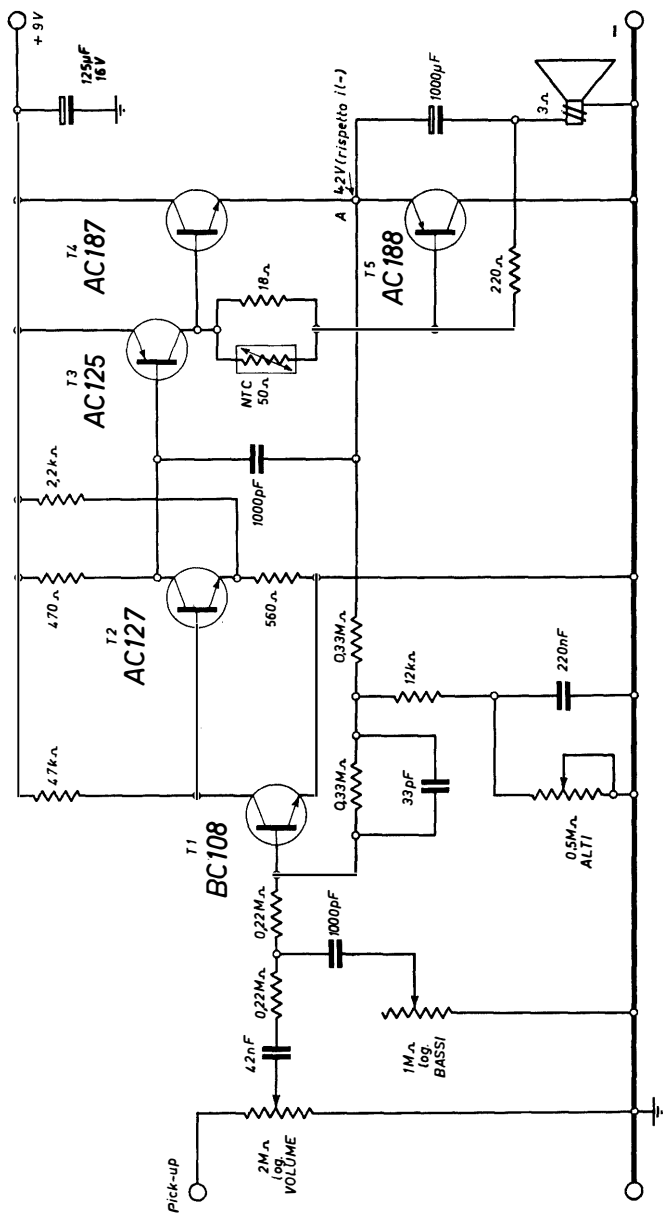 + 9V
125µF
16V
T4
AC187
T3
AC125
T2
AC127
T1
BC108
T5
AC188
2,2kΩ
470Ω
47kΩ
560Ω
1000pF
NTC
50Ω
18Ω
220Ω
A
4,2V (rispetto il -)
1000µF
3Ω
-
0,33MΩ
0,33MΩ
33pF
12kΩ
220nF
0.5MΩ
ALTI
0,22MΩ
0,22MΩ
1000pF
42nF
1MΩ
log.
BASSI
2MΩ
log.
VOLUME
Pick-up